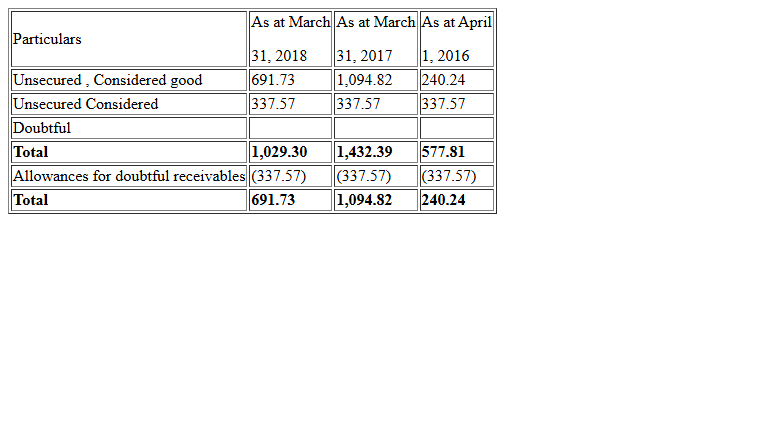 Particulars As at March 31, 2018 As at March 31, 2017 As at April 1, 2016
Unsecured , Considered good 691.73 1,094.82 240.24
Unsecured Considered 337.57 337.57 337.57
Doubtful
Total 1,029.30 1,432.39 577.81
Allowances for doubtful receivables (337.57) (337.57) (337.57)
Total 691.73 1,094.82 240.24